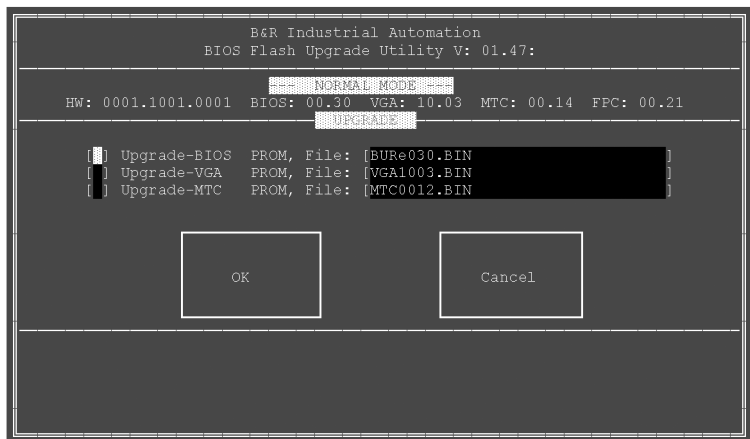 B&R Industrial Automation
BIOS Flash Upgrade Utility V: 01.47:
--- NORMAL MODE ---
HW: 0001.1001.0001 BIOS: 00.30 VGA: 10.03 MTC: 00.14 FPC: 00.21
UPGRADE
[ ] Upgrade-BIOS PROM, File: [BURe030.BIN ]
[ ] Upgrade-VGA PROM, File: [VGA1003.BIN ]
[ ] Upgrade-MTC PROM, File: [MTC0012.BIN ]
OK Cancel